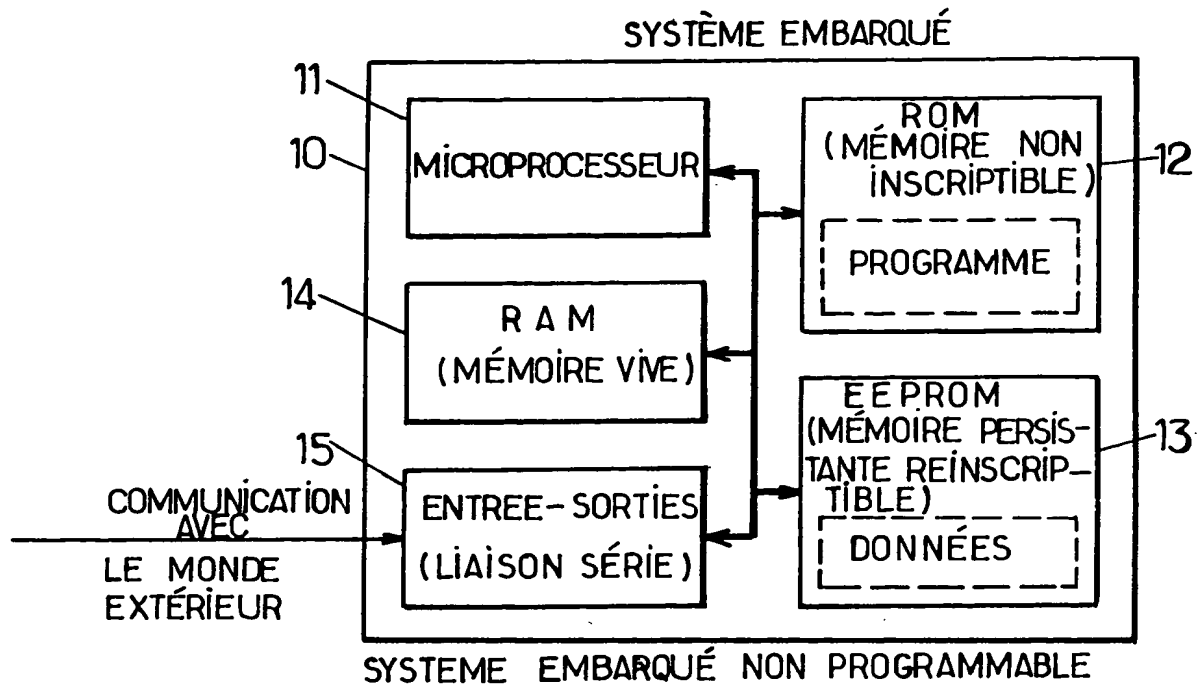 SYSTÈME EMBARQUÉ
11
10
MICROPROCESSEUR
ROM
(MÉMOIRE NON
INSCRIPTIBLE)
12
PROGRAMME
14
RAM
(MÉMOIRE VIVE)
EEPROM
(MÉMOIRE PERSIS-
TANTE REINSCRIP-
TIBLE)
13
DONNÉES
15
ENTREE-SORTIES
(LIAISON SÉRIE)
COMMUNICATION
AVEC
LE MONDE
EXTÉRIEUR
SYSTEME EMBARQUÉ NON PROGRAMMABLE